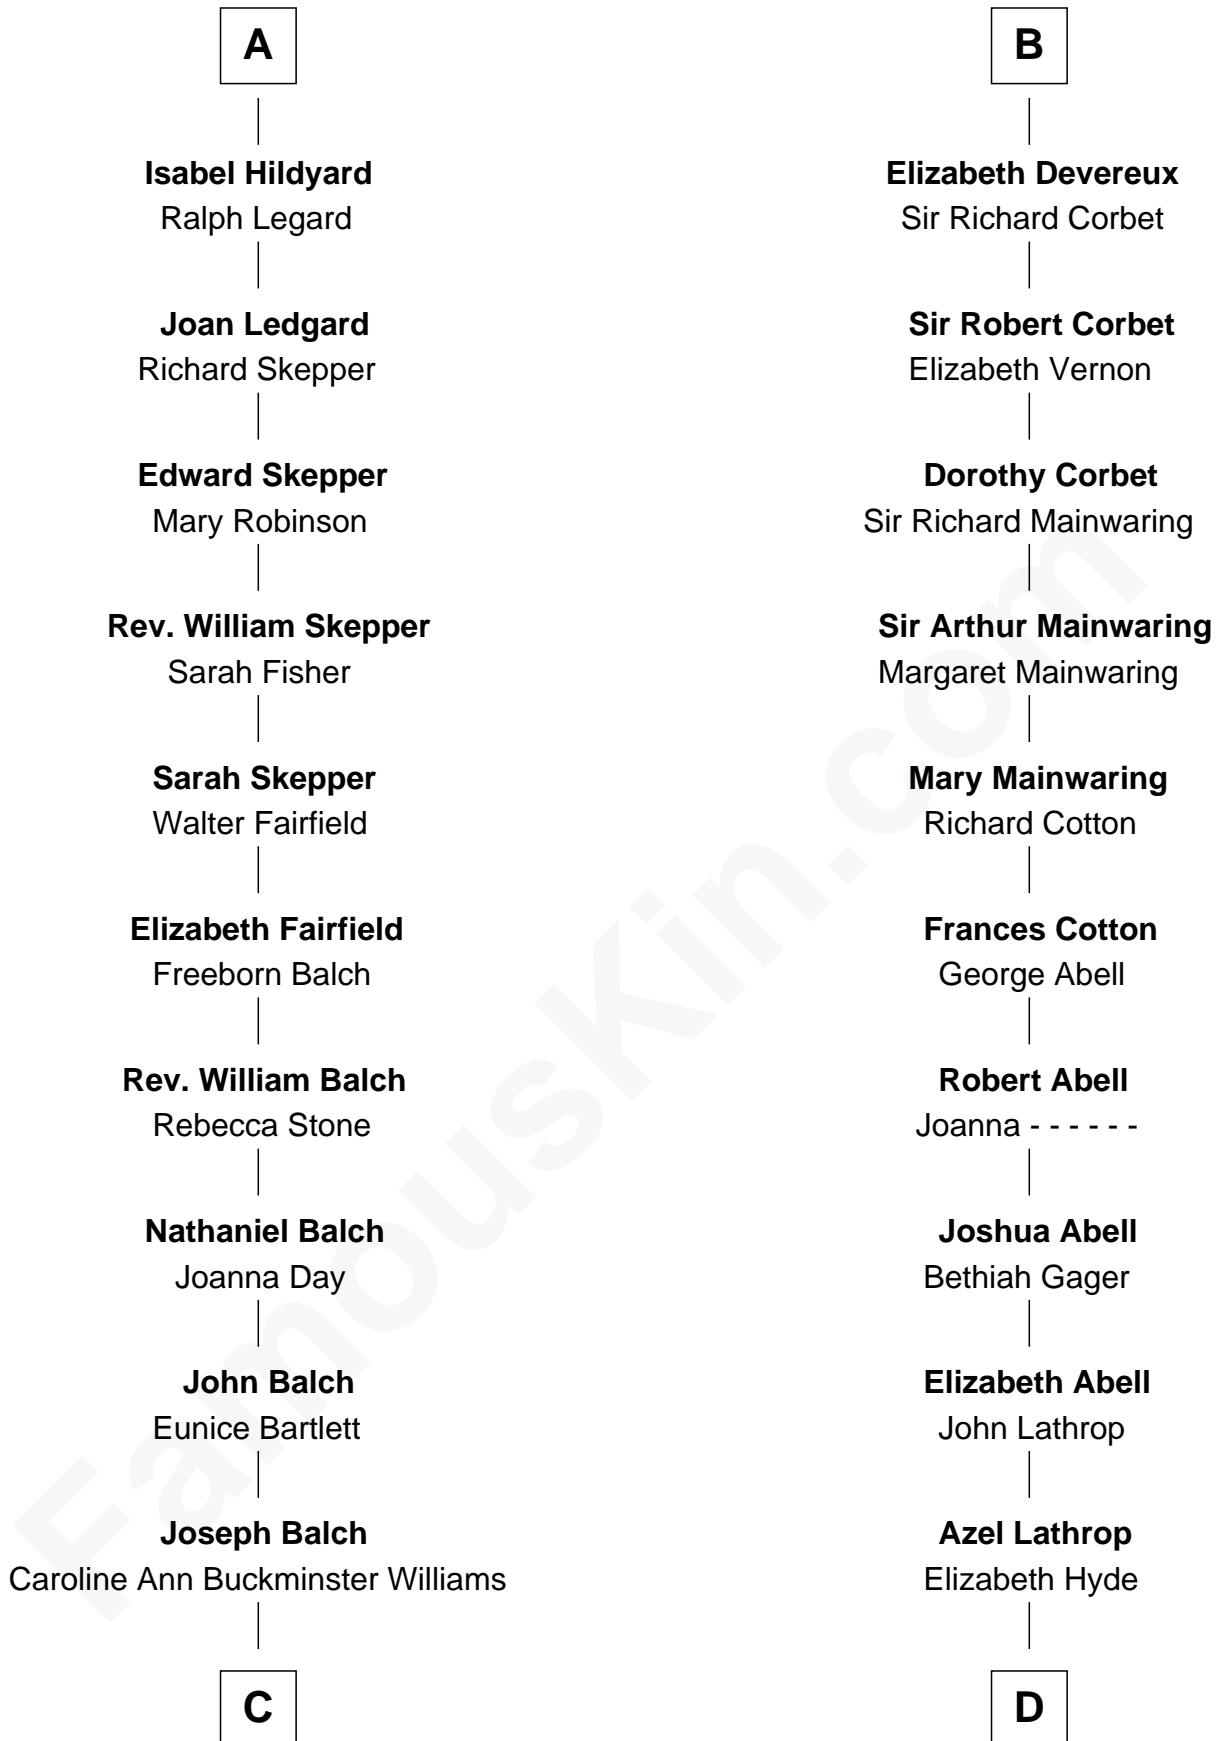 A
Isabel Hildyard
Ralph Legard
Joan Ledgard
Richard Skepper
Edward Skepper
Mary Robinson
Rev. William Skepper
Sarah Fisher
Sarah Skepper
Walter Fairfield
Elizabeth Fairfield
Freeborn Balch
Rev. William Balch
Rebecca Stone
Nathaniel Balch
Joanna Day
John Balch
Eunice Bartlett
Joseph Balch
Caroline Ann Buckminster Williams
C
B
Elizabeth Devereux
Sir Richard Corbet
Sir Robert Corbet
Elizabeth Vernon
Dorothy Corbet
Sir Richard Mainwaring
Sir Arthur Mainwaring
Margaret Mainwaring
Mary Mainwaring
Richard Cotton
Frances Cotton
George Abell
Robert Abell
Joanna - - - - - -
Joshua Abell
Bethiah Gager
Elizabeth Abell
John Lathrop
Azel Lathrop
Elizabeth Hyde
D
FamousKin.com